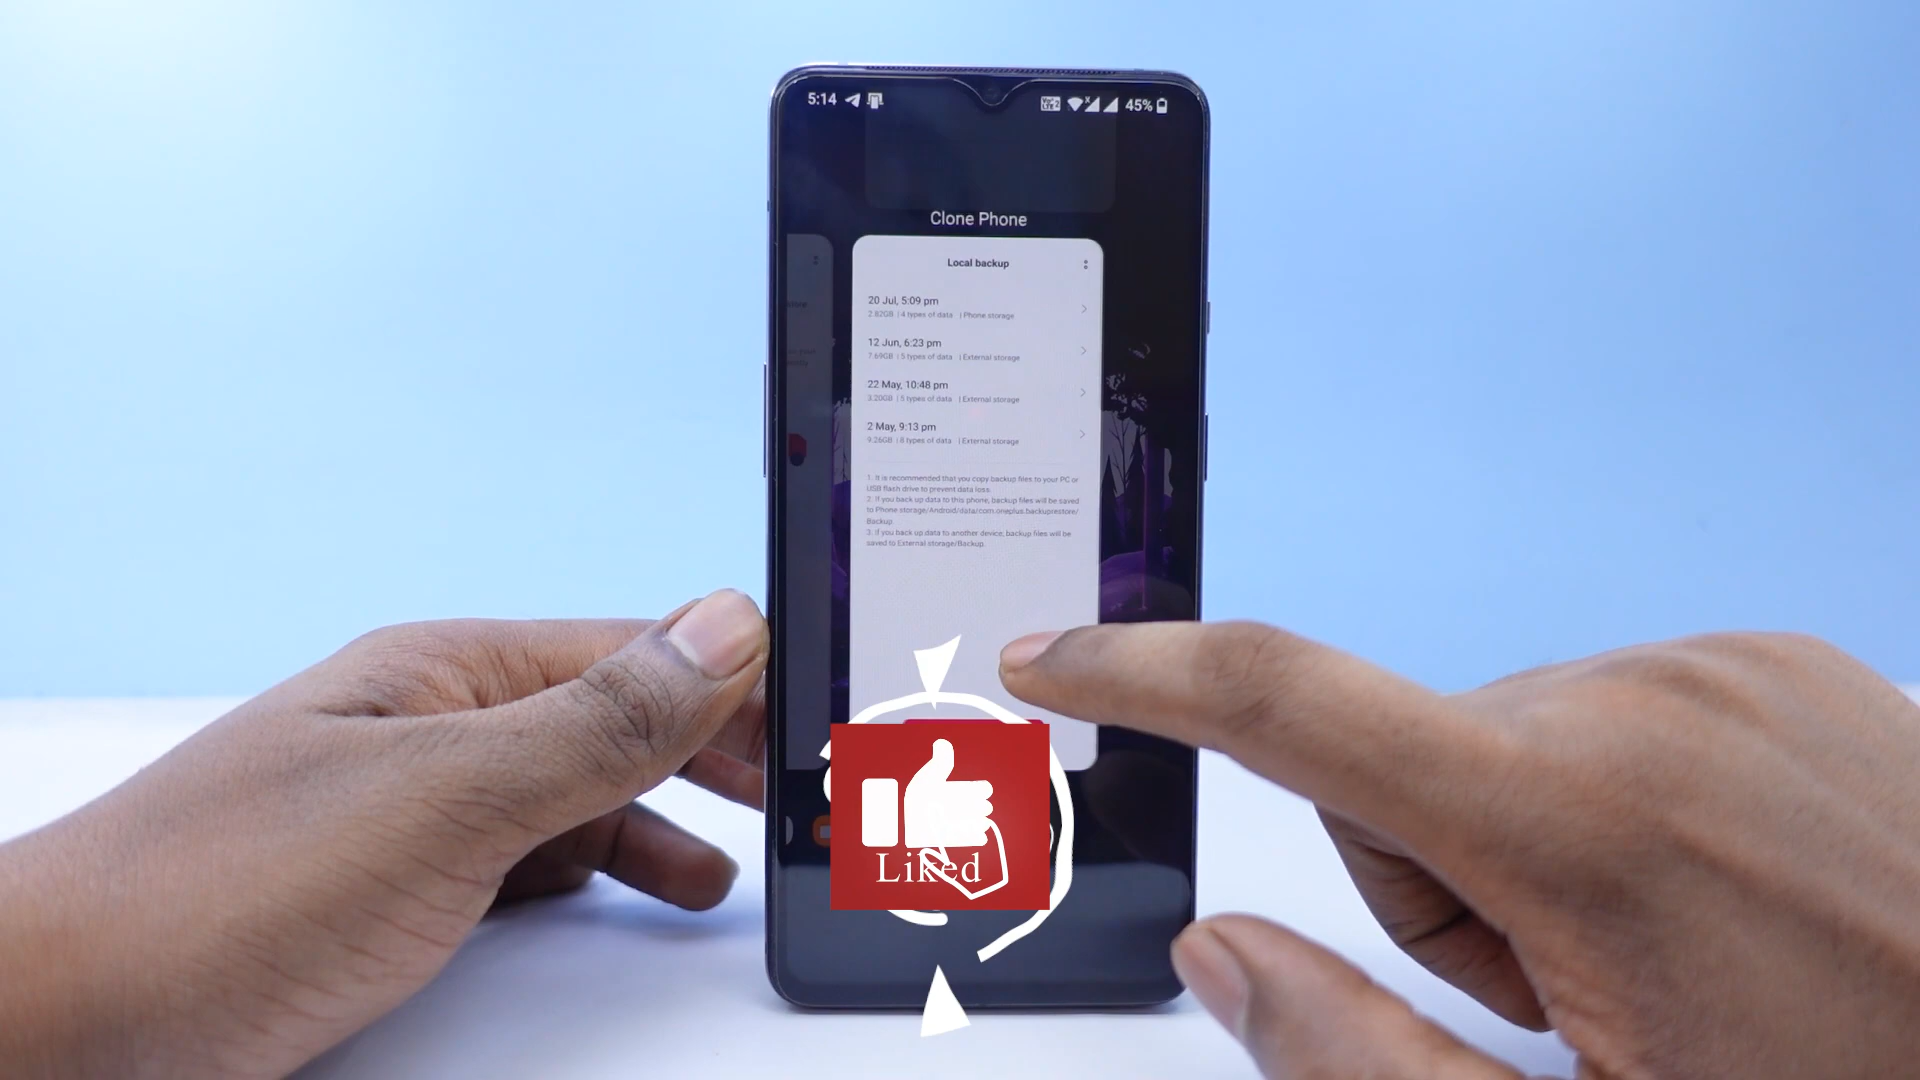 5:14
45%
Clone Phone
Local backup
20 Jul, 5:09 pm
2.82GB | 4 types of data | Phone storage
12 Jun, 6:23 pm
7.69GB | 5 types of data | External storage
22 May, 10:48 pm
3.20GB | 5 types of data | External storage
2 May, 9:13 pm
9.26GB | 8 types of data | External storage
1. It is recommended that you copy backup files to your PC or
USB flash drive to prevent data loss.
2. If you back up data to this phone, backup files will be saved
to Phone storage/Android/data/com.oneplus.backuprestore/
Backup.
3. If you back up data to another device, backup files will be
saved to External storage/Backup.
Liked